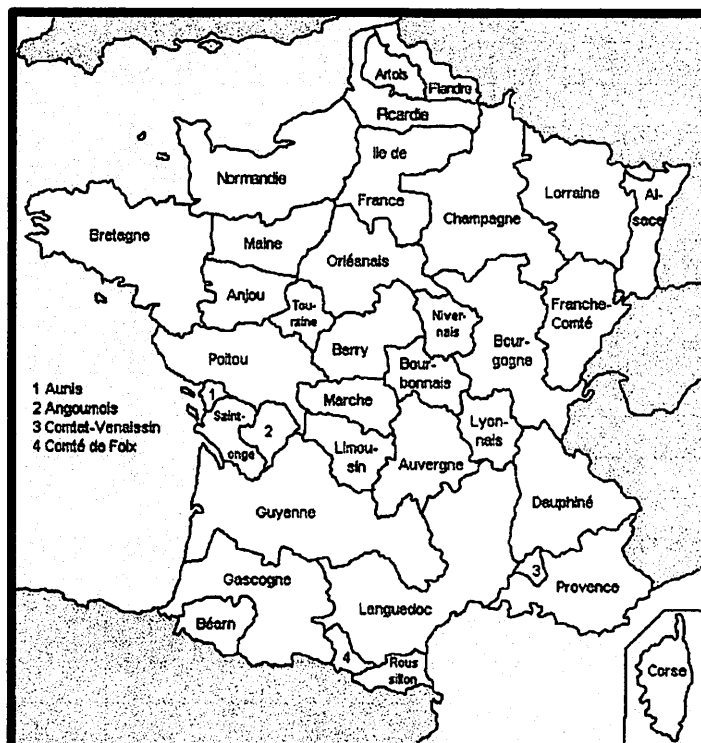 Artois
Flandre
Picardie
Ile de
France
Normandie
Lorraine
Al-
sace
Champagne
Bretagne
Maine
Orléanais
Anjou
Tou-
raine
Niver-
nais
Franche-
Comté
Bour-
gogne
Berry
Poitou
Bour-
bonnais
1 Aunis
2 Angoumois
3 Comtat-Venaissin
4 Comté de Foix
1
Marche
Saint-
onge
2
Limou-
sin
Lyon-
nais
Auvergne
Dauphiné
Guyenne
3
Provence
Gascogne
Languedoc
Béarn
4
Rous
sillon
Corse